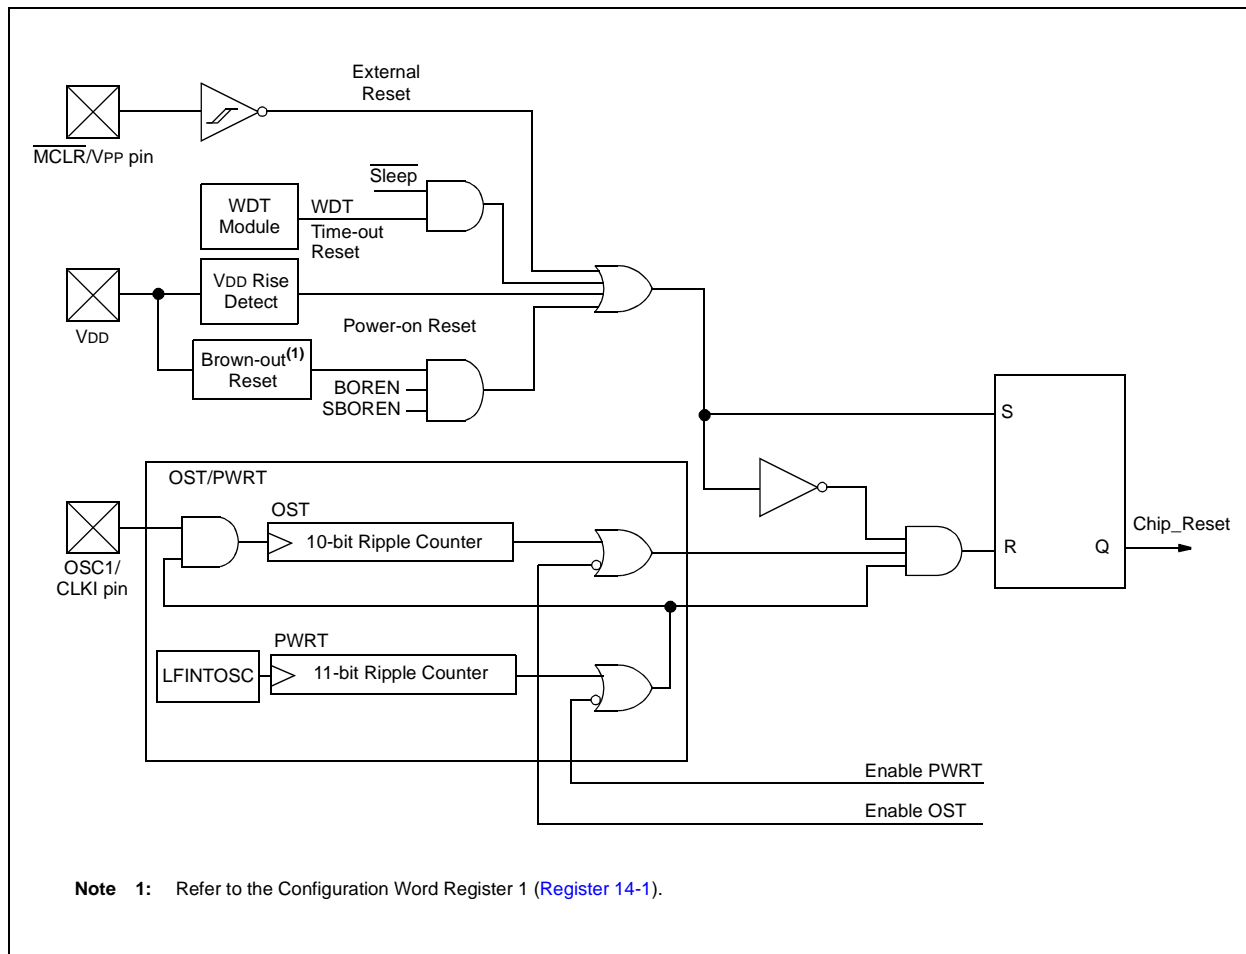 External
Reset
MCLR/VPP pin
Sleep
WDT
Module
WDT
Time-out
Reset
VDD
VDD Rise
Detect
Power-on Reset
Brown-out(1)
Reset
BOREN
SBOREN
S
R
Q
Chip_Reset
OST/PWRT
OST
10-bit Ripple Counter
OSC1/
CLKI pin
PWRT
LFINTOSC
11-bit Ripple Counter
Enable PWRT
Enable OST
Note 1: Refer to the Configuration Word Register 1 (Register 14-1).